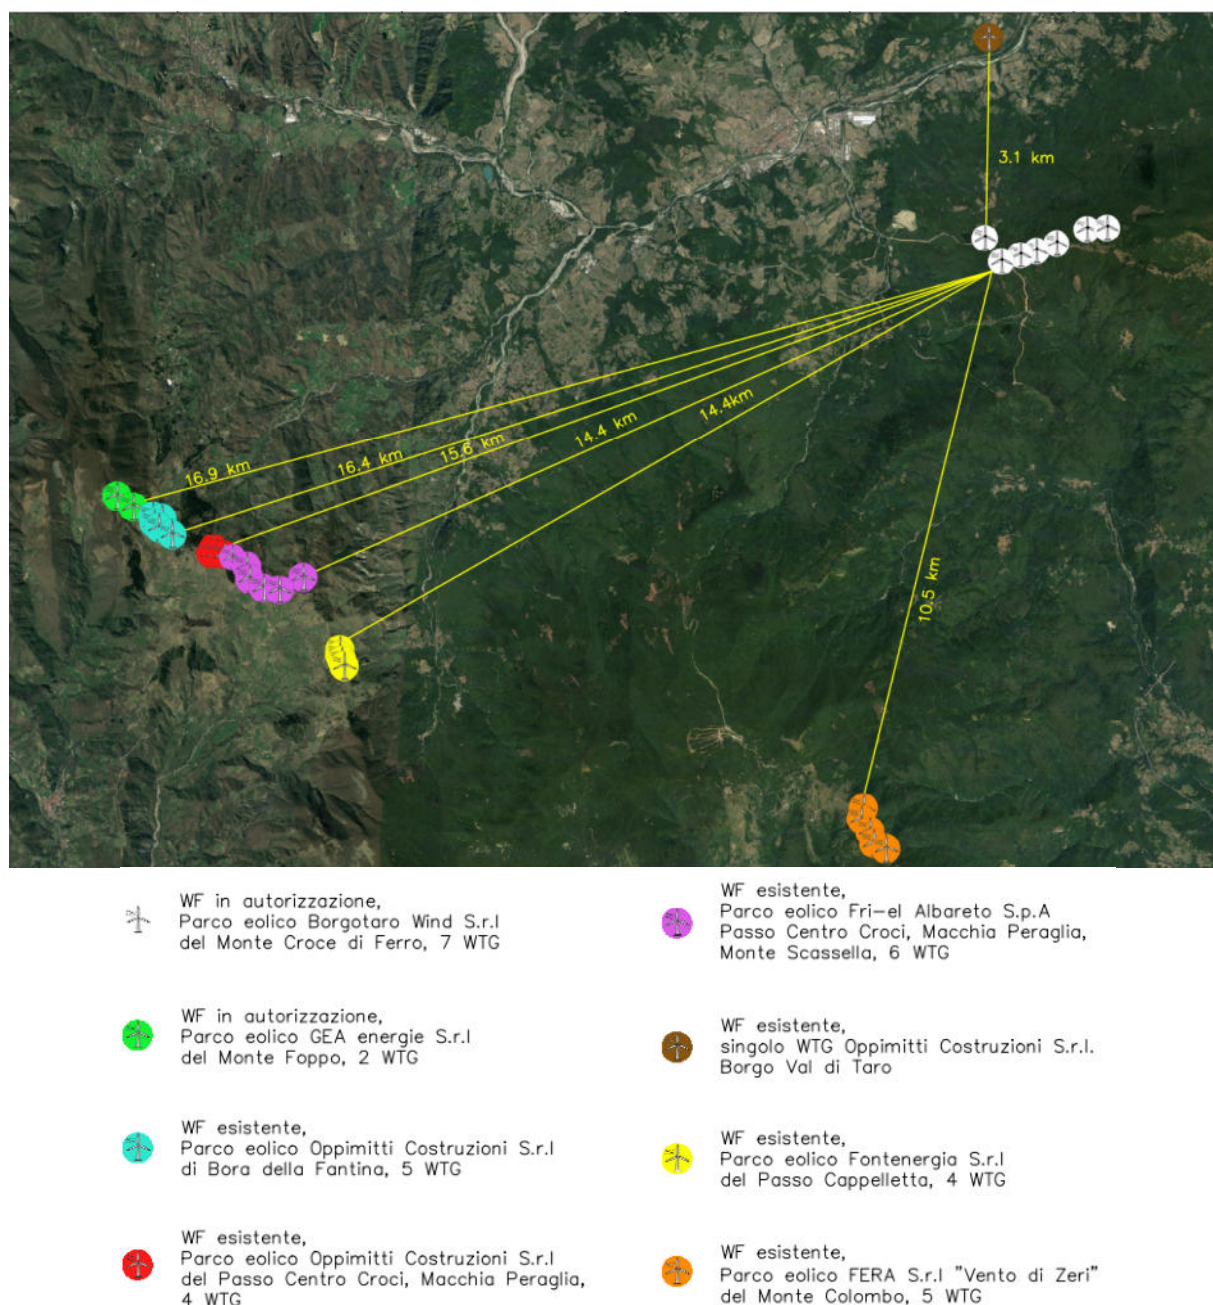 3.1 km
16.9 km
16.4 km
15.6 km
14.4 km
14.4km
10.5 km
WF in autorizzazione,
Parco eolico Borgotaro Wind S.r.l
del Monte Croce di Ferro, 7 WTG
WF in autorizzazione,
Parco eolico GEA energie S.r.l
del Monte Foppo, 2 WTG
WF esistente,
Parco eolico Oppimitti Costruzioni S.r.l
di Bora della Fantina, 5 WTG
WF esistente,
Parco eolico Oppimitti Costruzioni S.r.l
del Passo Centro Croci, Macchia Peraglia,
4 WTG
WF esistente,
Parco eolico Fri-el Albareto S.p.A
Passo Centro Croci, Macchia Peraglia,
Monte Scassella, 6 WTG
WF esistente,
singolo WTG Oppimitti Costruzioni S.r.l.
Borgo Val di Taro
WF esistente,
Parco eolico Fontenergia S.r.l
del Passo Cappelletta, 4 WTG
WF esistente,
Parco eolico FERA S.r.l "Vento di Zeri"
del Monte Colombo, 5 WTG